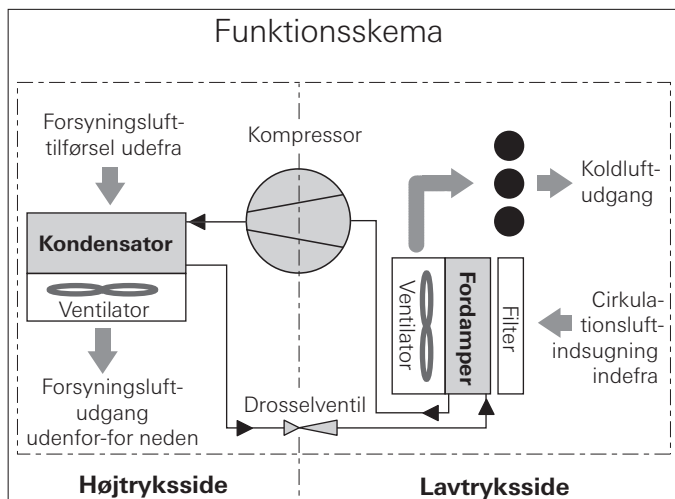 Funktionsskema
Forsyningsluft-
tilførsel udefra
Kompressor
Koldluft-
udgang
Kondensator
Ventilator
Ventilator
Fordamper
Filter
Cirkula-
tionsluft-
indsugning
indefra
Forsyningsluft-
udgang
udenfor-for neden
Drosselventil
Højtryksside
Lavtryksside